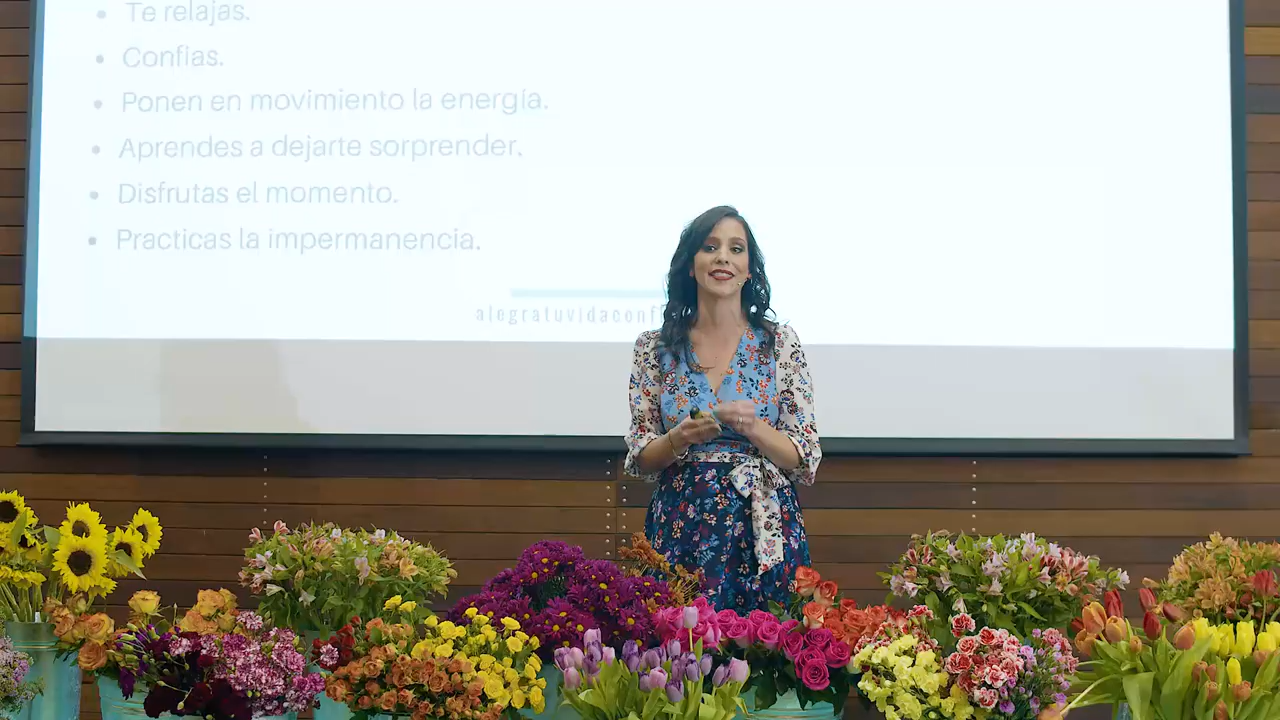 Te relajas.
Confías.
Ponen en movimiento la energía.
Aprendes a dejarte sorprender.
Disfrutas el momento.
Practicas la impermanencia.
alegratuvidaconf